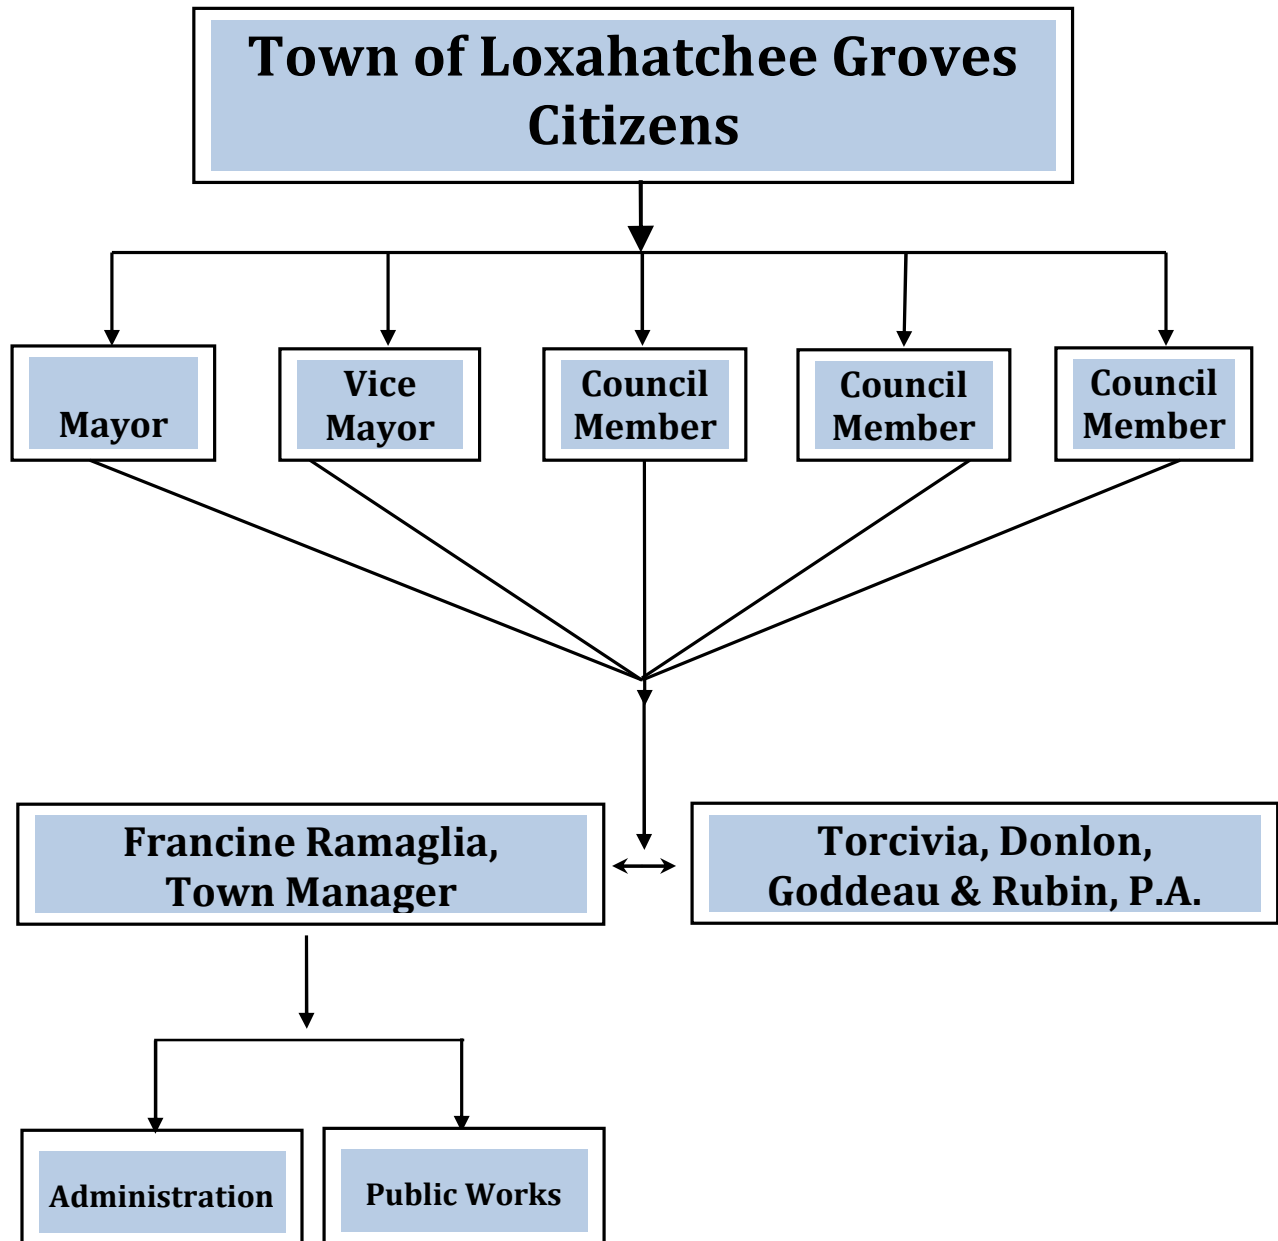 Town of Loxahatchee Groves
Citizens
Mayor
Vice
Mayor
Council
Member
Council
Member
Council
Member
Francine Ramaglia,
Town Manager
Torcivia, Donlon,
Goddeau & Rubin, P.A.
Administration
Public Works